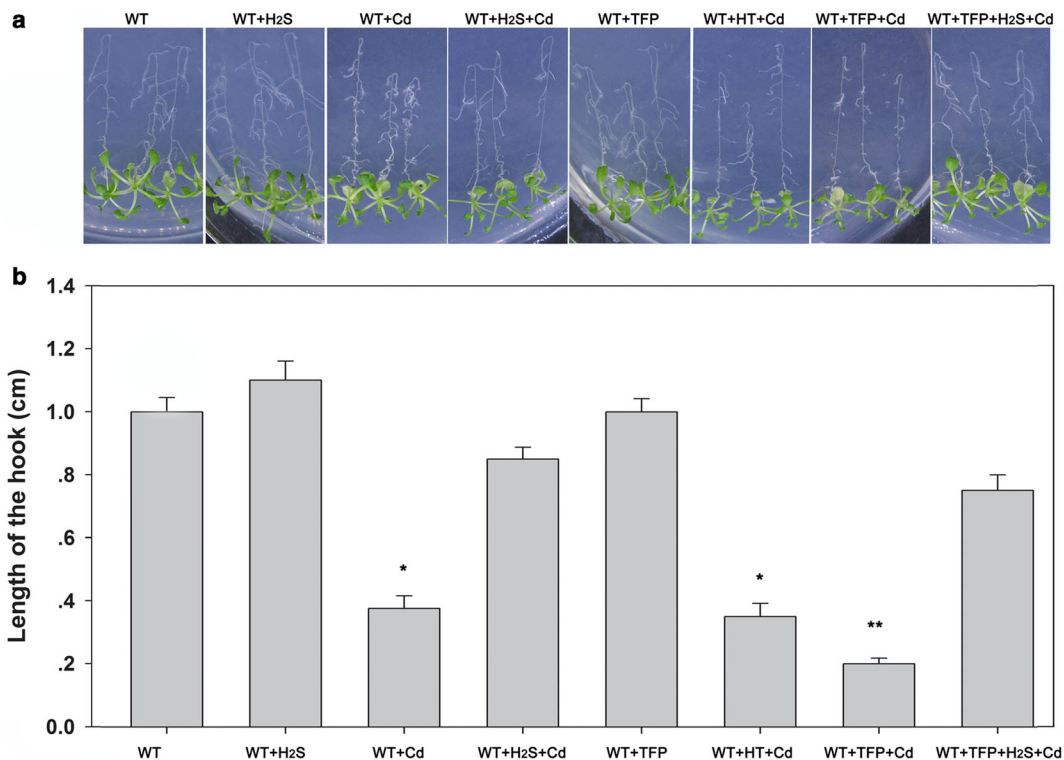 a
WT WT+H2S WT+Cd WT+H2S+Cd WT+TFP WT+HT+Cd WT+TFP+Cd WT+TFP+H2S+Cd
b
Length of the hook (cm)
1.4
1.2
1.0
.8
.6
.4
.2
0.0
*
*
**
WT WT+H2S WT+Cd WT+H2S+Cd WT+TFP WT+HT+Cd WT+TFP+Cd WT+TFP+H2S+Cd